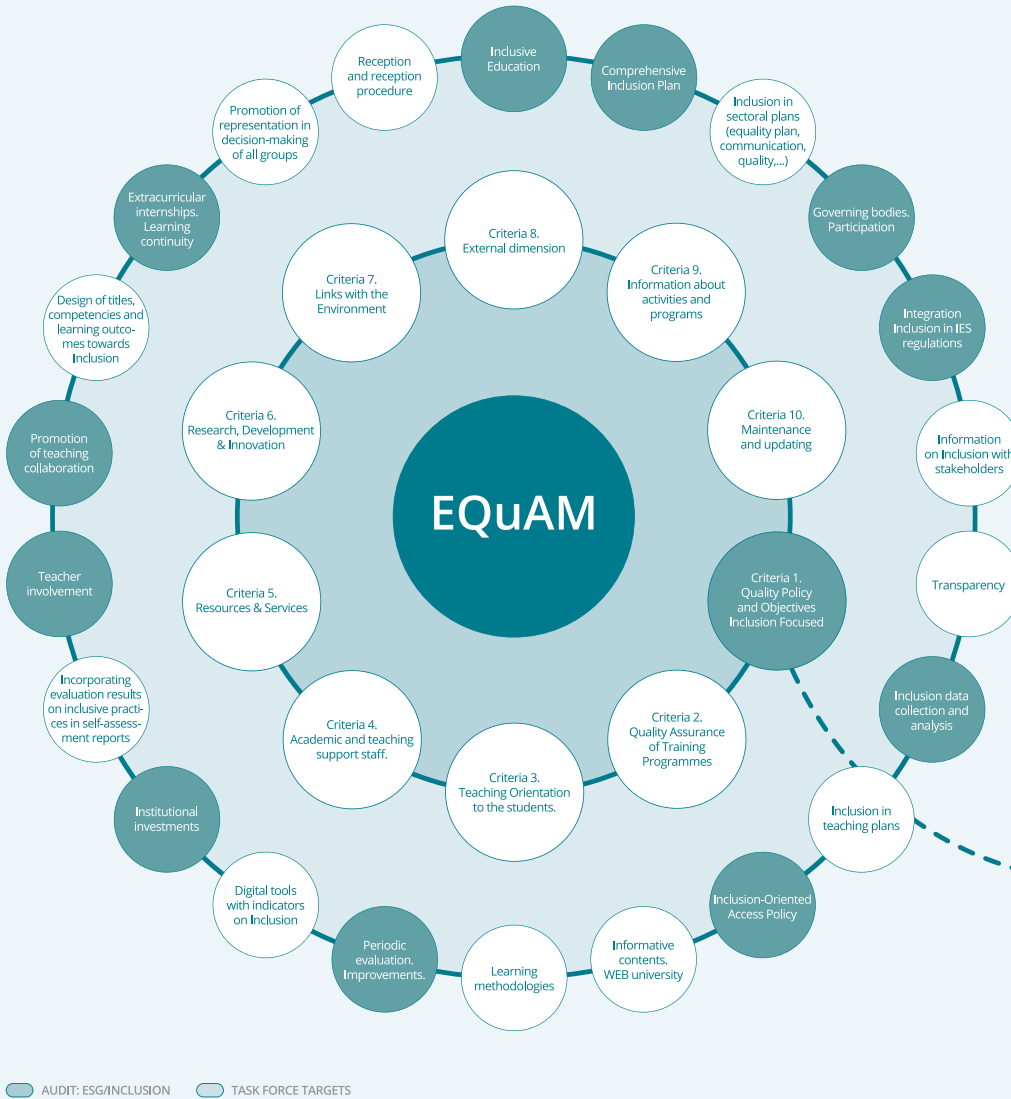 Inclusive
Education
Comprehensive
Inclusion Plan
Inclusion in
sectoral plans
(equality plan,
communication,
quality,...)
Governing bodies.
Participation
Integration
Inclusion in IES
regulations
Information
on Inclusion with
stakeholders
Transparency
Inclusion data
collection and
analysis
Inclusion in
teaching plans
Inclusion-Oriented
Access Policy
Informative
contents.
WEB university
Learning
methodologies
Periodic
evaluation.
Improvements.
Digital tools
with indicators
on Inclusion
Institutional
investments
Incorporating
evaluation results
on inclusive practi-
ces in self-assess-
ment reports
Teacher
involvement
Promotion
of teaching
collaboration
Design of titles,
competencies and
learning outco-
mes towards
Inclusion
Extracurricular
internships.
Learning
continuity
Promotion of
representation in
decision-making
of all groups
Reception
and reception
procedure
Criteria 8.
External dimension
Criteria 9.
Information about
activities and
programs
Criteria 10.
Maintenance
and updating
Criteria 1.
Quality Policy
and Objectives
Inclusion Focused
Criteria 2.
Quality Assurance
of Training
Programmes
Criteria 3.
Teaching Orientation
to the students.
Criteria 4.
Academic and teaching
support staff.
Criteria 5.
Resources & Services
Criteria 6.
Research, Development
& Innovation
Criteria 7.
Links with the
Environment
EQuAM
AUDIT: ESG/INCLUSION
TASK FORCE TARGETS